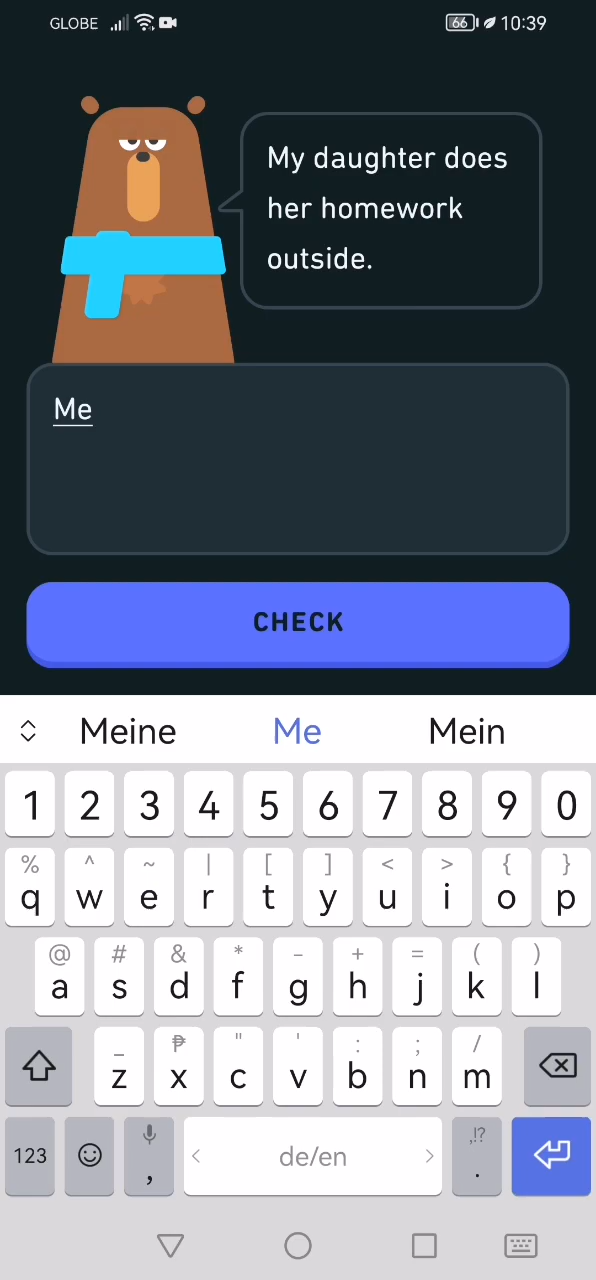 GLOBE 66 10:39
My daughter does
her homework
outside.
Me
CHECK
Meine Me Mein
1 2 3 4 5 6 7 8 9 0
% ^ ~ | [ ] < > { }
q w e r t y u i o p
@ # & * - + = ( )
a s d f g h j k l
_ ₱ " ' : ; /
z x c v b n m
123 , < de/en > ,!? .